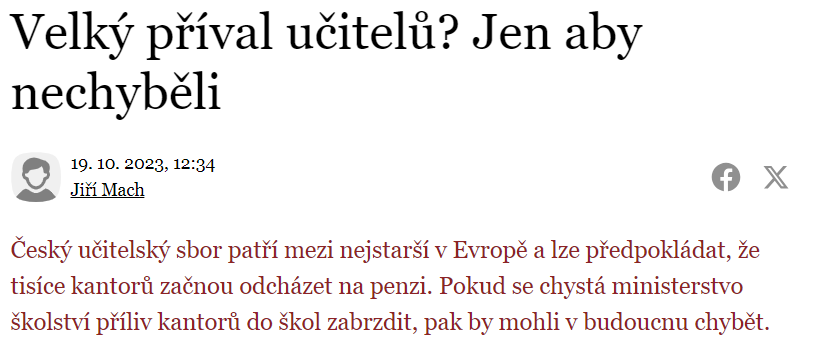 Velký příval učitelů? Jen aby
nechyběli
19. 10. 2023, 12:34
Jiří Mach
Český učitelský sbor patří mezi nejstarší v Evropě a lze předpokládat, že
tisíce kantorů začnou odcházet na penzi. Pokud se chystá ministerstvo
školství příliv kantorů do škol zabrzdit, pak by mohli v budoucnu chybět.